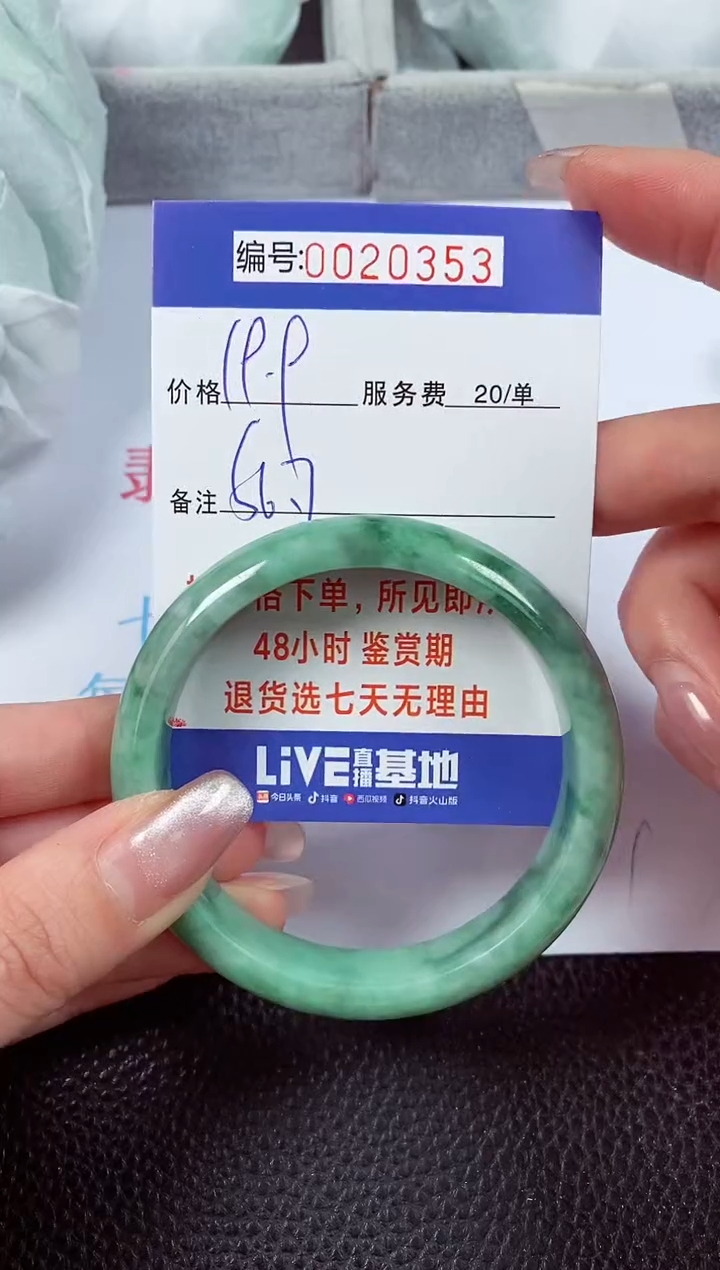 编号:0020353
价格 服务费 20/单
备注
下单，所见即
48小时 鉴赏期
退货选七天无理由
LiVE直播基地
今日头条 抖音 西瓜视频 抖音火山版